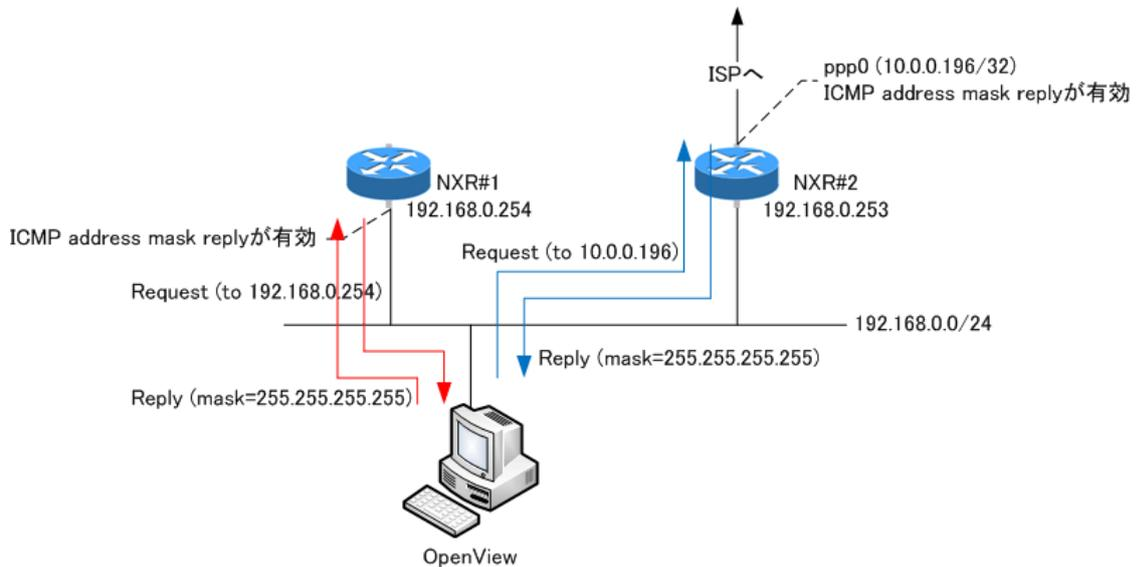 ISPへ
ppp0 (10.0.0.196/32)
ICMP address mask replyが有効
NXR#1
192.168.0.254
NXR#2
192.168.0.253
ICMP address mask replyが有効
Request (to 10.0.0.196)
Request (to 192.168.0.254)
192.168.0.0/24
Reply (mask=255.255.255.255)
Reply (mask=255.255.255.255)
OpenView